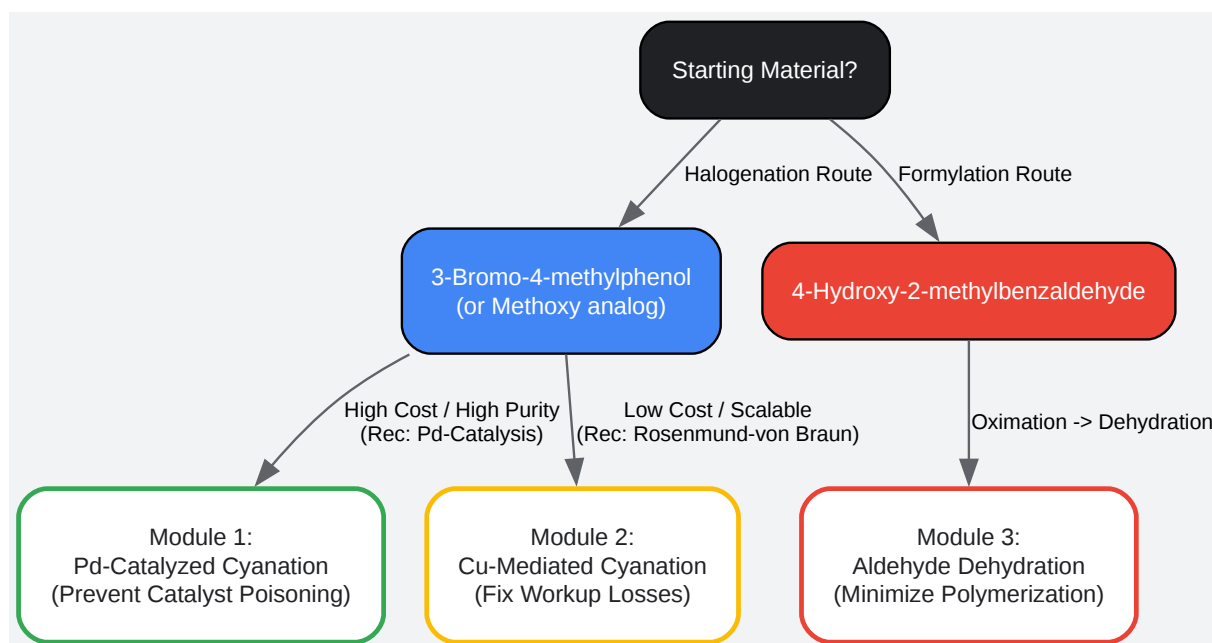 Starting Material?
Halogenation Route
Formylation Route
3-Bromo-4-methylphenol
(or Methoxy analog)
4-Hydroxy-2-methylbenzaldehyde
High Cost / High Purity
(Rec: Pd-Catalysis)
Low Cost / Scalable
(Rec: Rosenmund-von Braun)
Oximation -> Dehydration
Module 1:
Pd-Catalyzed Cyanation
(Prevent Catalyst Poisoning)
Module 2:
Cu-Mediated Cyanation
(Fix Workup Losses)
Module 3:
Aldehyde Dehydration
(Minimize Polymerization)